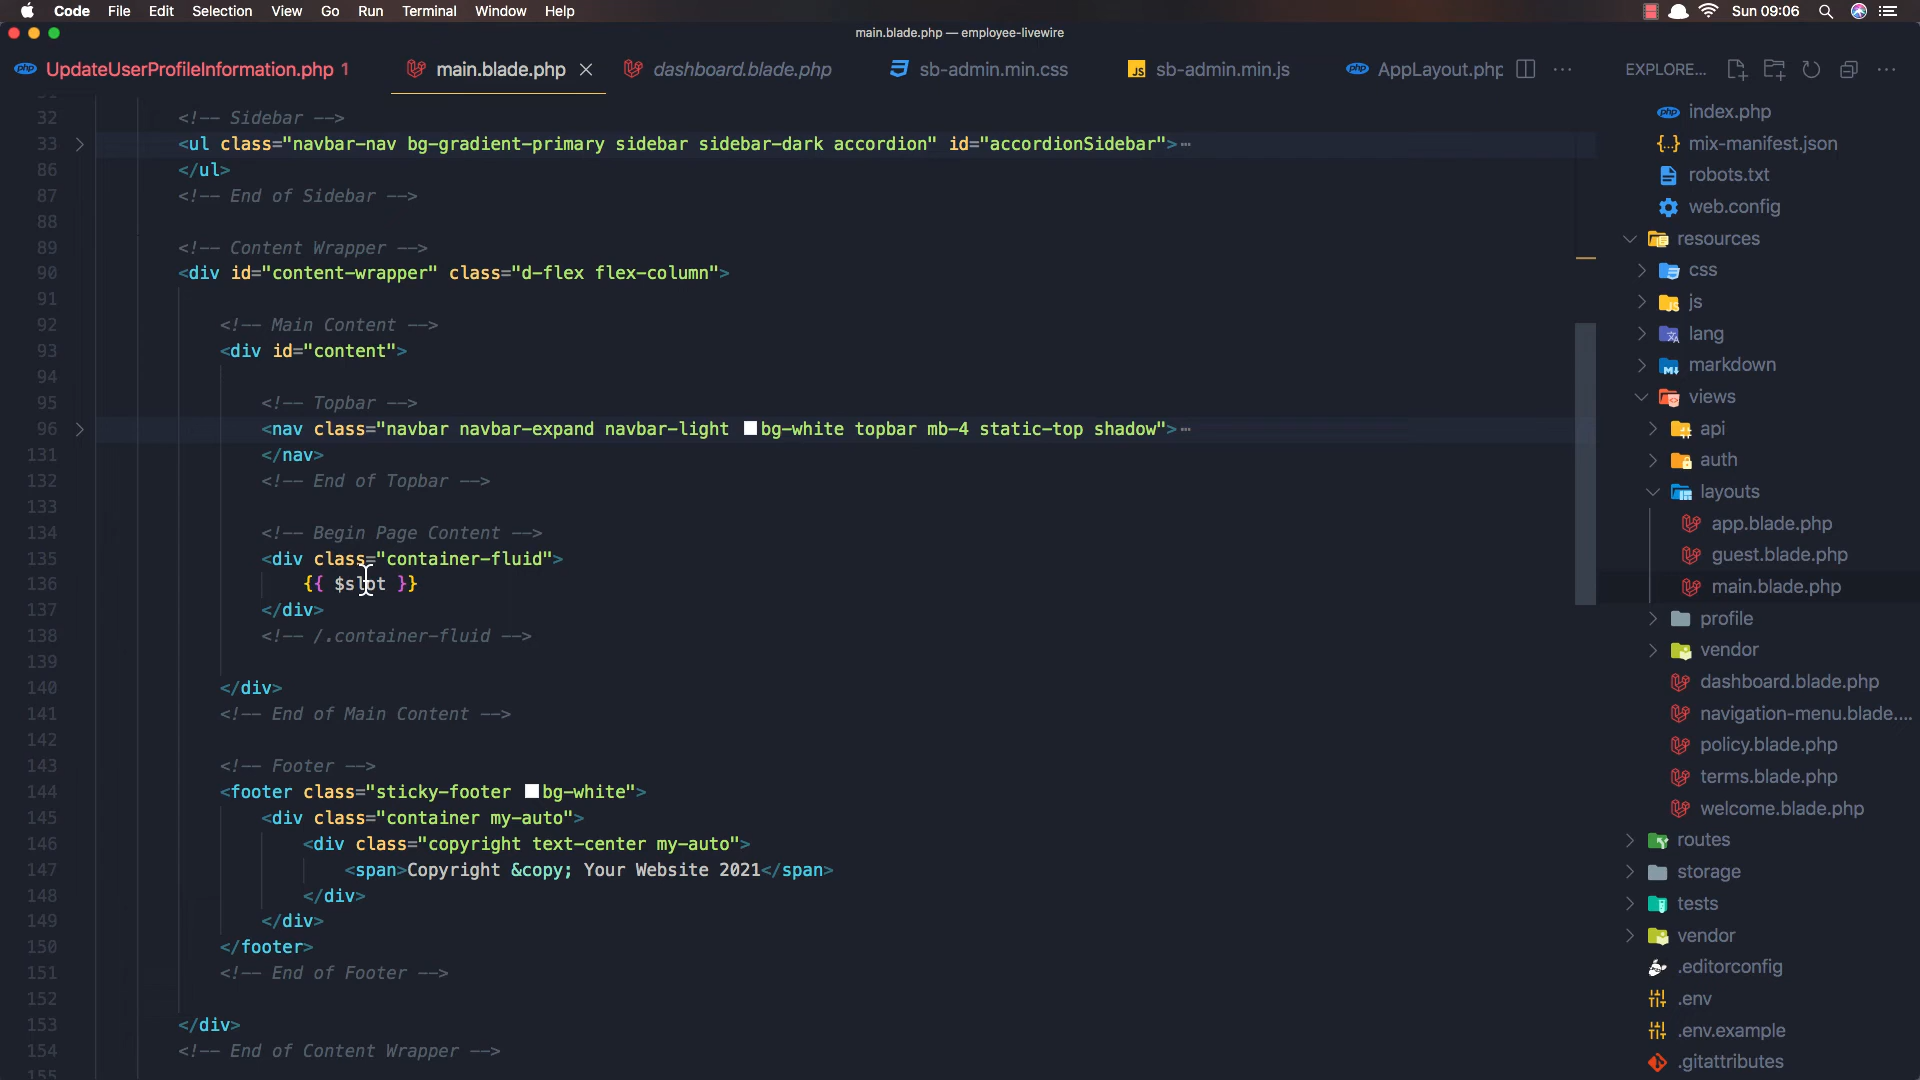 Code File Edit Selection View Go Run Terminal Window Help Sun 09:06
main.blade.php — employee-livewire
UpdateUserProfileInformation.php 1 main.blade.php dashboard.blade.php sb-admin.min.css sb-admin.min.js AppLayout.php EXPLORE...
32 <!-- Sidebar -->
33 <ul class="navbar-nav bg-gradient-primary sidebar sidebar-dark accordion" id="accordionSidebar">…
86 </ul>
87 <!-- End of Sidebar -->
88
89 <!-- Content Wrapper -->
90 <div id="content-wrapper" class="d-flex flex-column">
91
92 <!-- Main Content -->
93 <div id="content">
94
95 <!-- Topbar -->
96 <nav class="navbar navbar-expand navbar-light bg-white topbar mb-4 static-top shadow">…
131 </nav>
132 <!-- End of Topbar -->
133
134 <!-- Begin Page Content -->
135 <div class="container-fluid">
136 {{ $slot }}
137 </div>
138 <!-- /.container-fluid -->
139
140 </div>
141 <!-- End of Main Content -->
142
143 <!-- Footer -->
144 <footer class="sticky-footer bg-white">
145 <div class="container my-auto">
146 <div class="copyright text-center my-auto">
147 <span>Copyright &copy; Your Website 2021</span>
148 </div>
149 </div>
150 </footer>
151 <!-- End of Footer -->
152
153 </div>
154 <!-- End of Content Wrapper -->
155
index.php
mix-manifest.json
robots.txt
web.config
resources
css
js
lang
markdown
views
api
auth
layouts
app.blade.php
guest.blade.php
main.blade.php
profile
vendor
dashboard.blade.php
navigation-menu.blade....
policy.blade.php
terms.blade.php
welcome.blade.php
routes
storage
tests
vendor
.editorconfig
.env
.env.example
.gitattributes